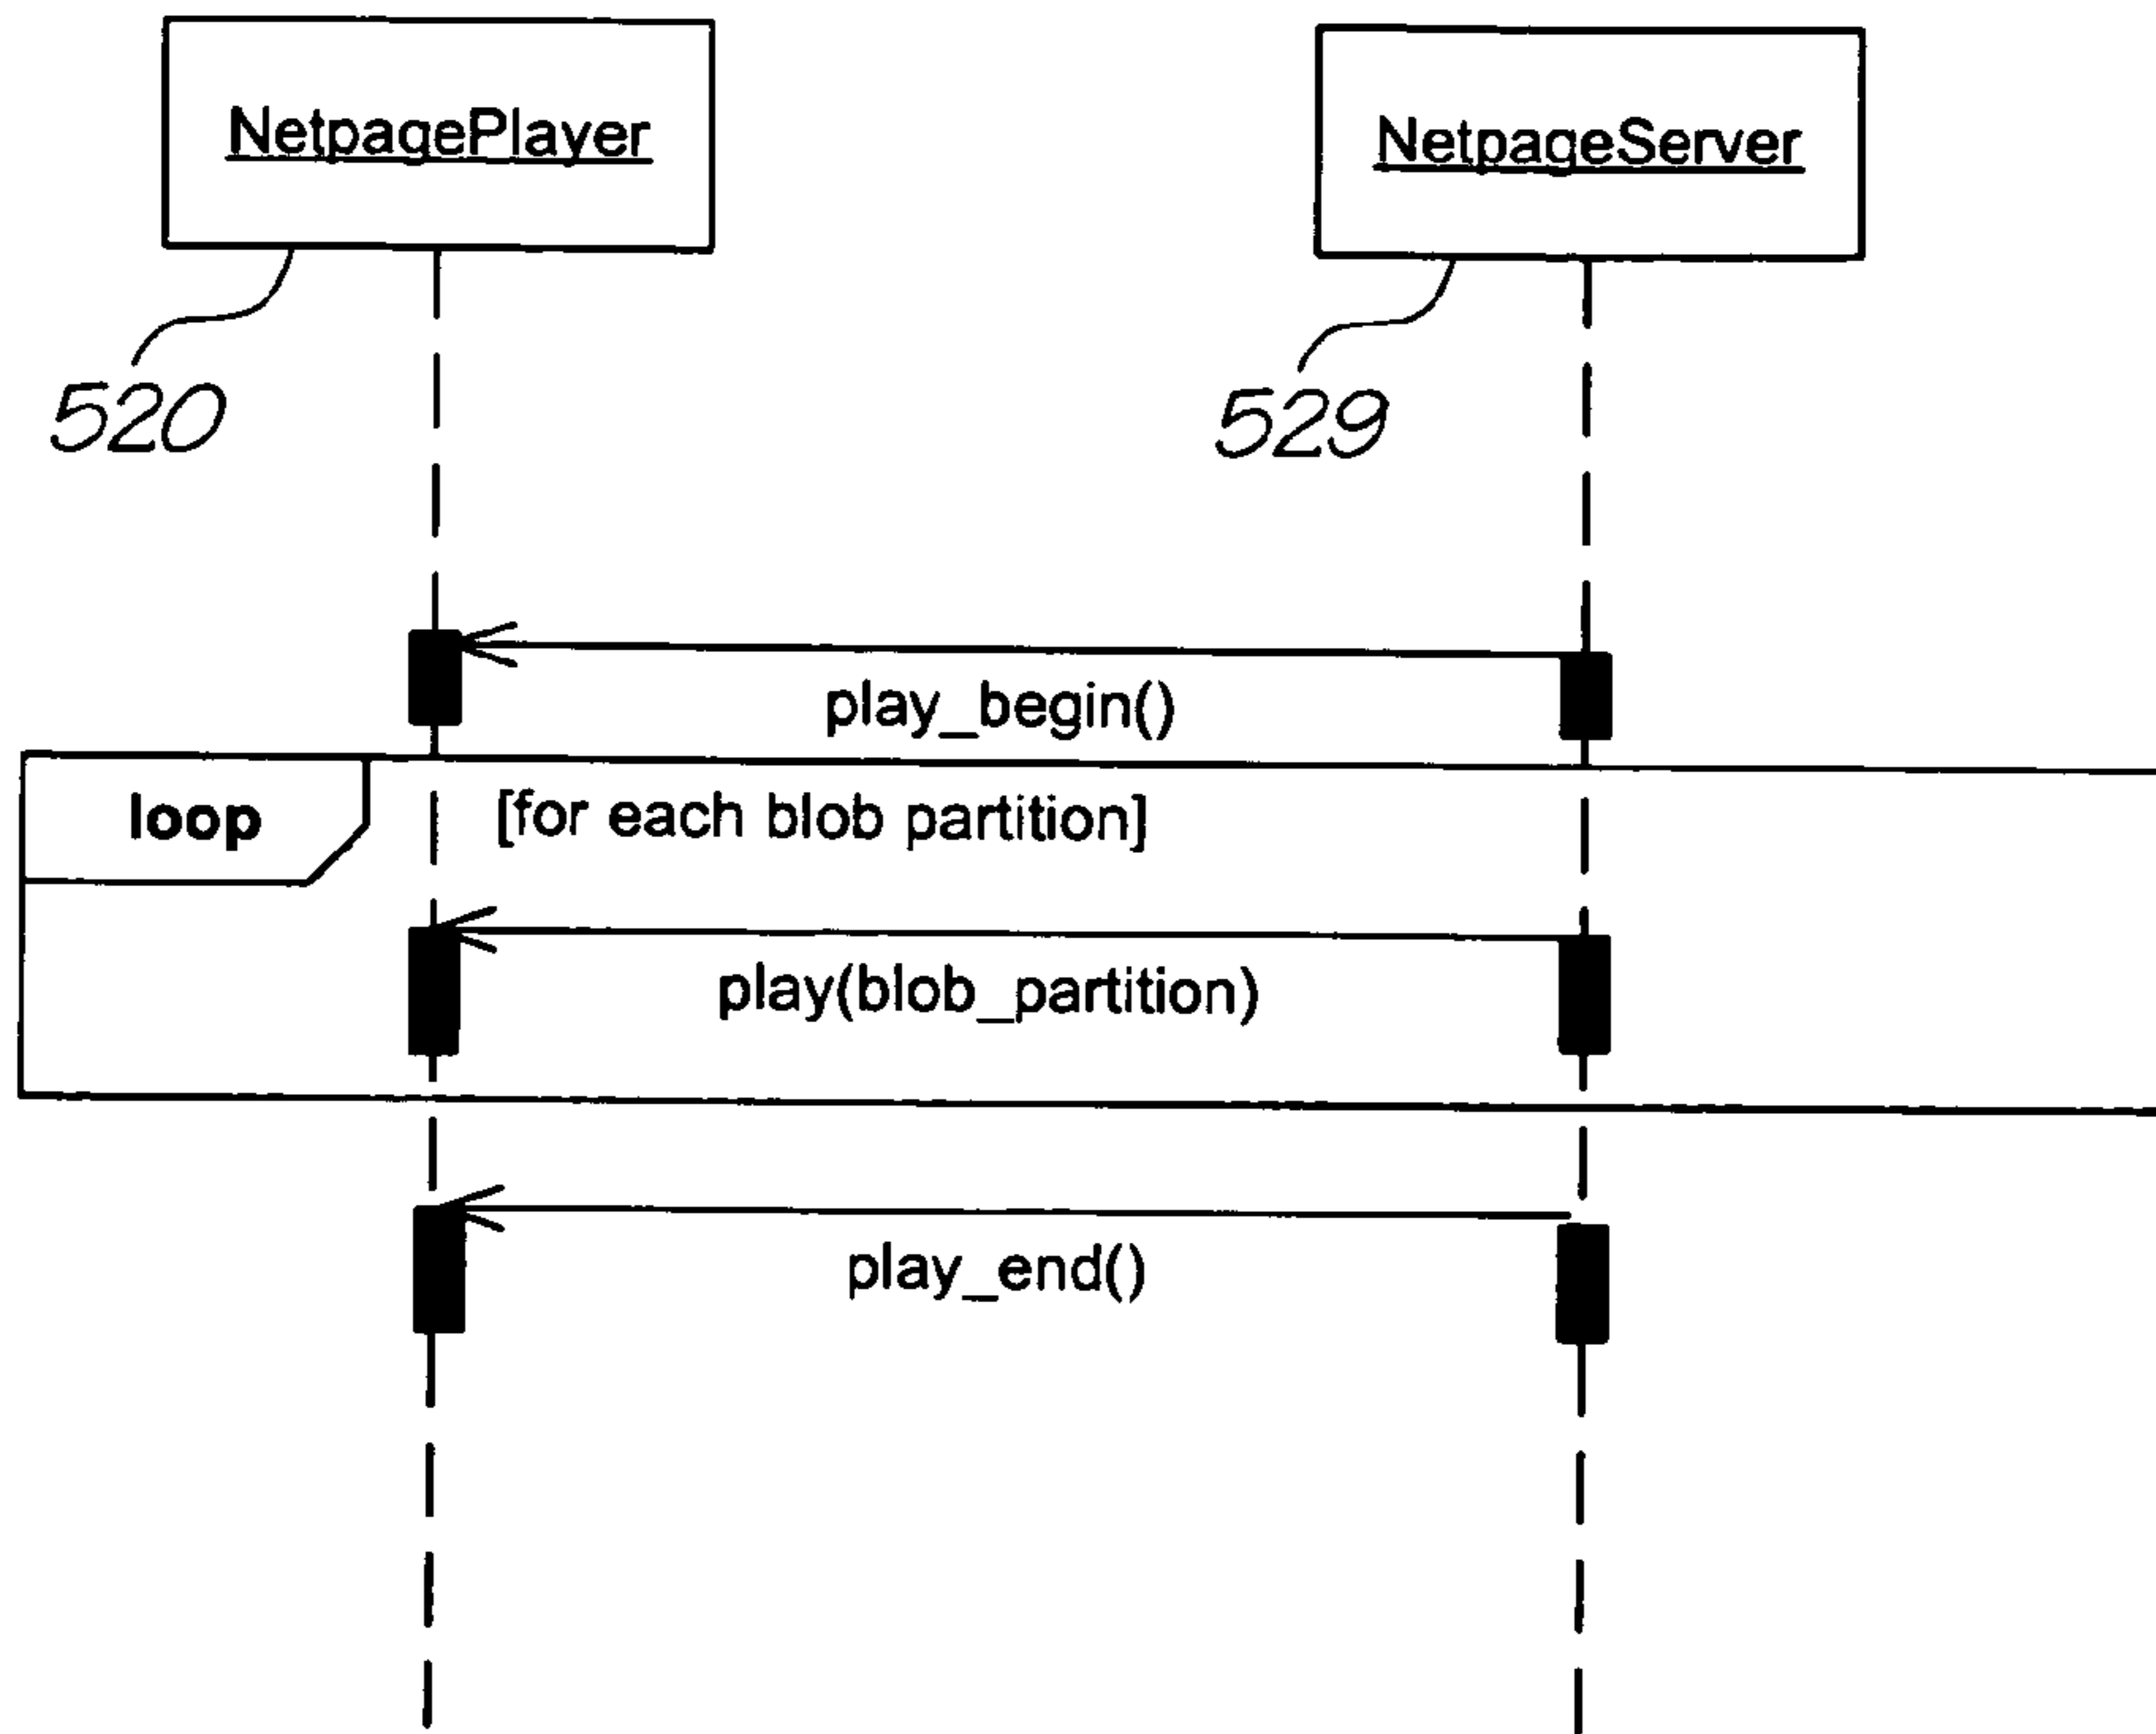 NetpagePlayer
NetpageServer
520
529
play_begin()
loop
[for each blob partition]
play(blob_partition)
play_end()